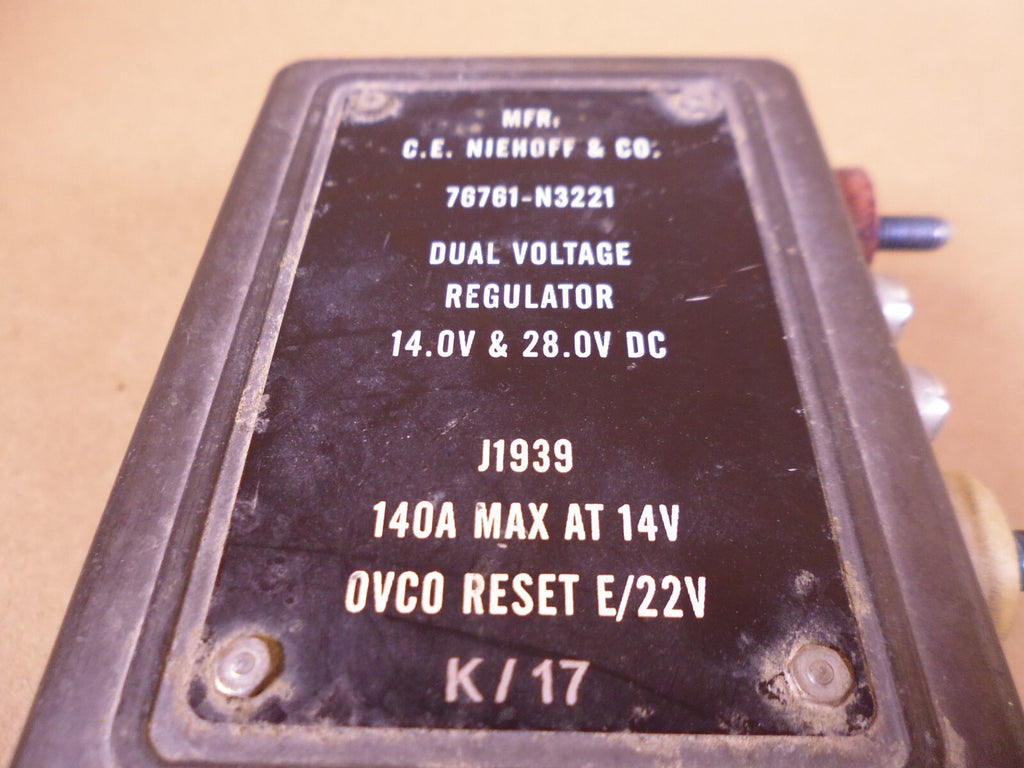 MFR.
C.E. NIEHOFF & CO.
76761-N3221
DUAL VOLTAGE
REGULATOR
14.0V & 28.0V DC
J1939
140A MAX AT 14V
OVCO RESET E/22V
K/17